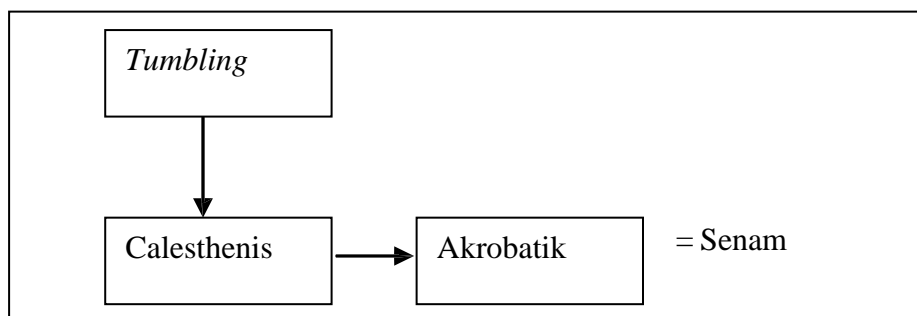 Tumbling
Calesthenis
Akrobatik
= Senam